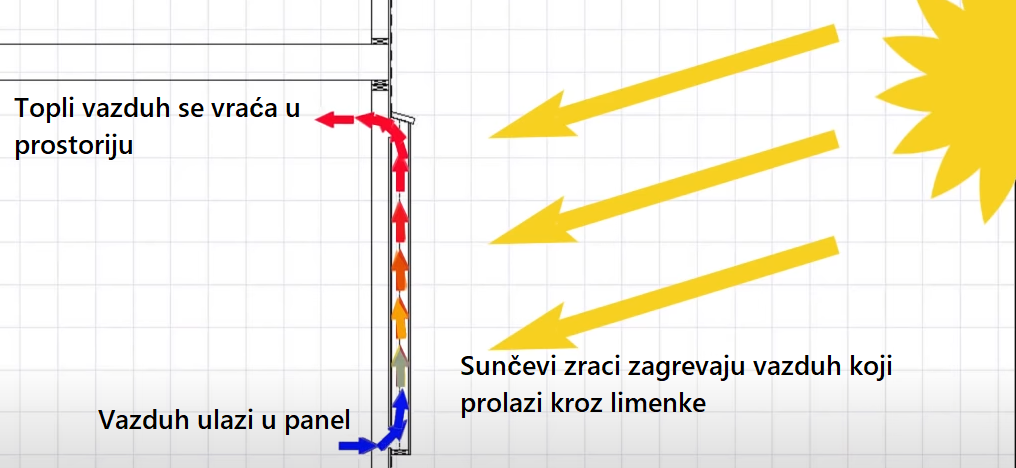 Topli vazduh se vraća u
prostoriju
Sunčevi zraci zagrevaju vazduh koji
prolazi kroz limenke
Vazduh ulazi u panel